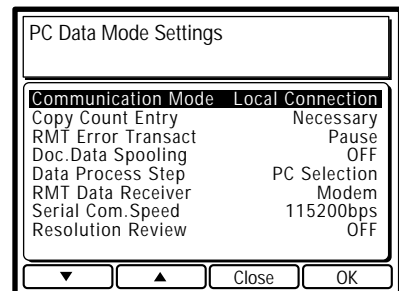 PC Data Mode Settings
Communication Mode Local Connection
Copy Count Entry Necessary
RMT Error Transact Pause
Doc.Data Spooling OFF
Data Process Step PC Selection
RMT Data Receiver Modem
Serial Com.Speed 115200bps
Resolution Review OFF
▼ ▲ Close OK